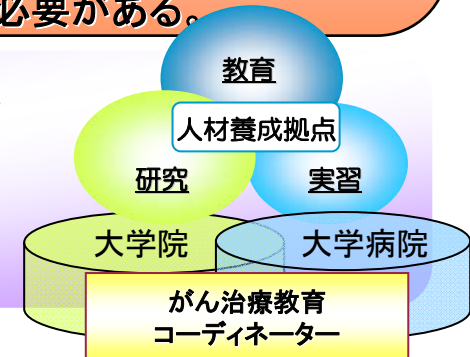 必要がある。
教育
人材養成拠点
研究
実習
大学院
大学病院
がん治療教育
コーディネーター